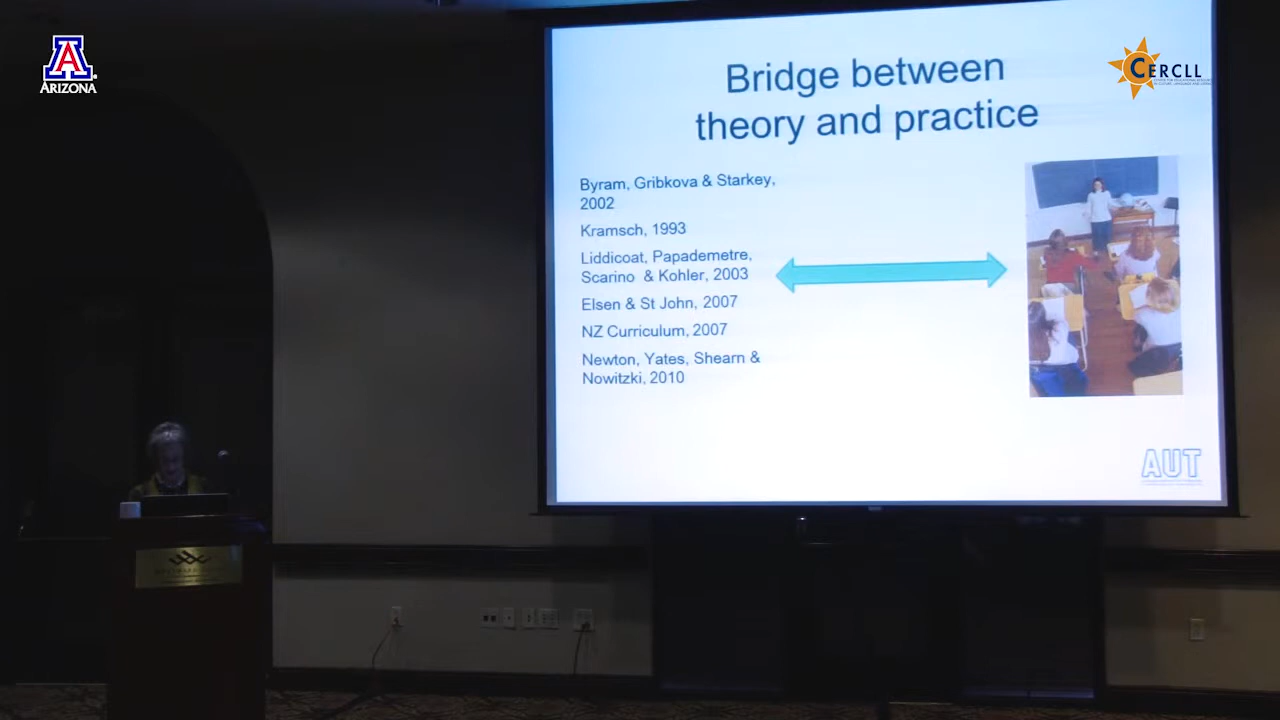 ARIZONA
CERCLL
Bridge between
theory and practice
Byram, Gribkova & Starkey,
2002
Kramsch, 1993
Liddicoat, Papademetre,
Scarino & Kohler, 2003
Elsen & St John, 2007
NZ Curriculum, 2007
Newton, Yates, Shearn &
Nowitzki, 2010
AUT